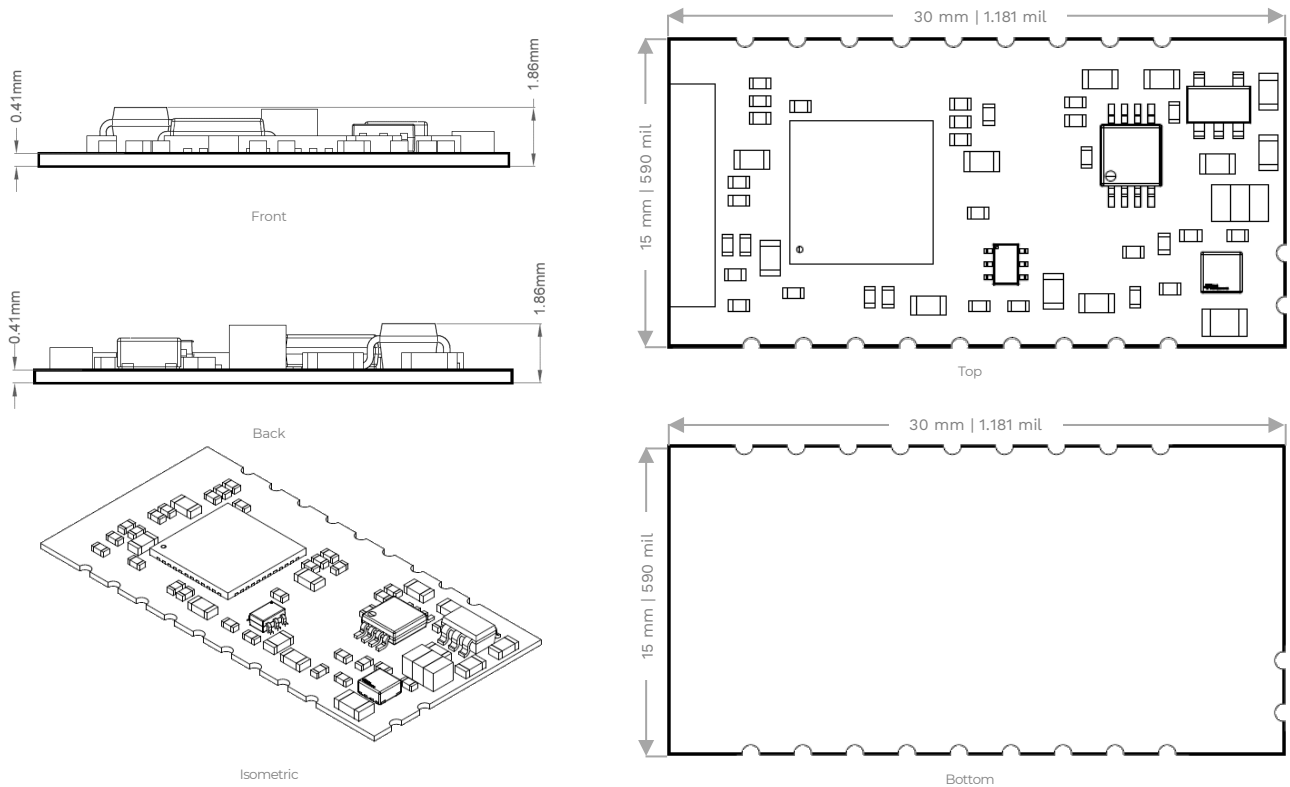 0.41mm
1.86mm
Front
0.41mm
1.86mm
Back
Isometric
30 mm | 1.181 mil
15 mm | 590 mil
Top
30 mm | 1.181 mil
15 mm | 590 mil
Bottom